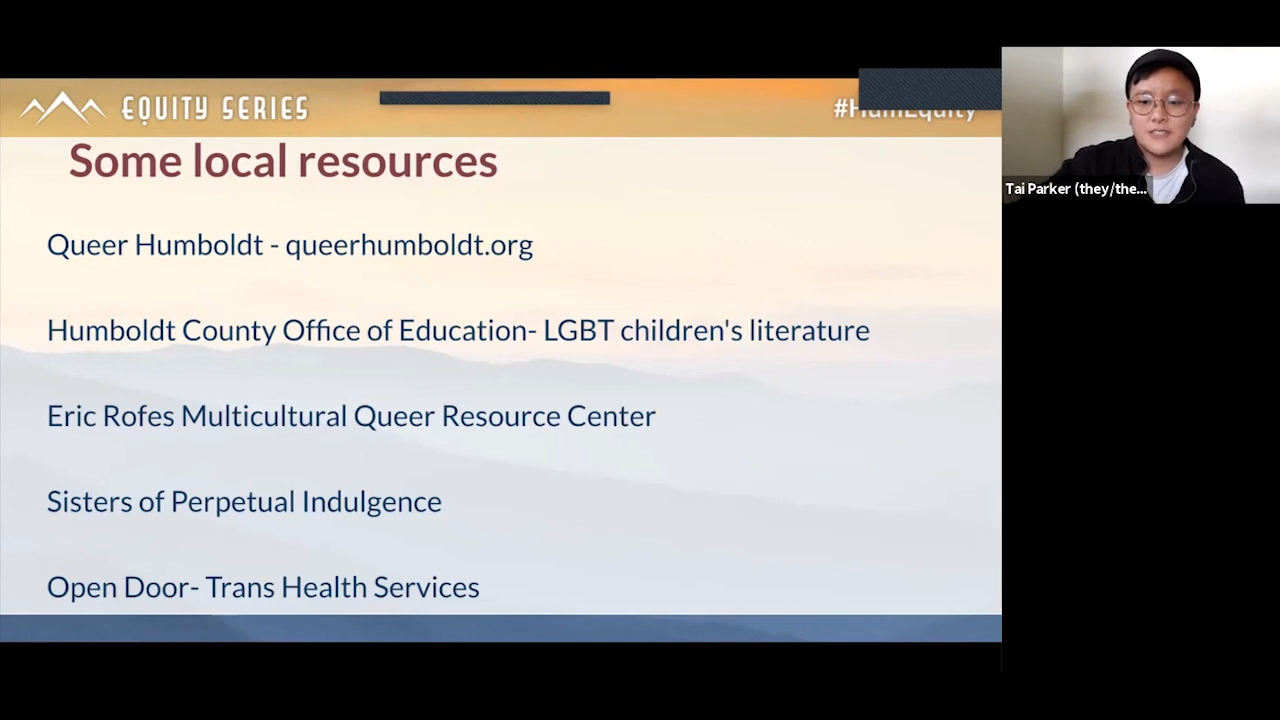 EQUITY SERIES
#HumEquity
Some local resources
Queer Humboldt - queerhumboldt.org
Humboldt County Office of Education- LGBT children's literature
Eric Rofes Multicultural Queer Resource Center
Sisters of Perpetual Indulgence
Open Door- Trans Health Services
Tai Parker (they/the...